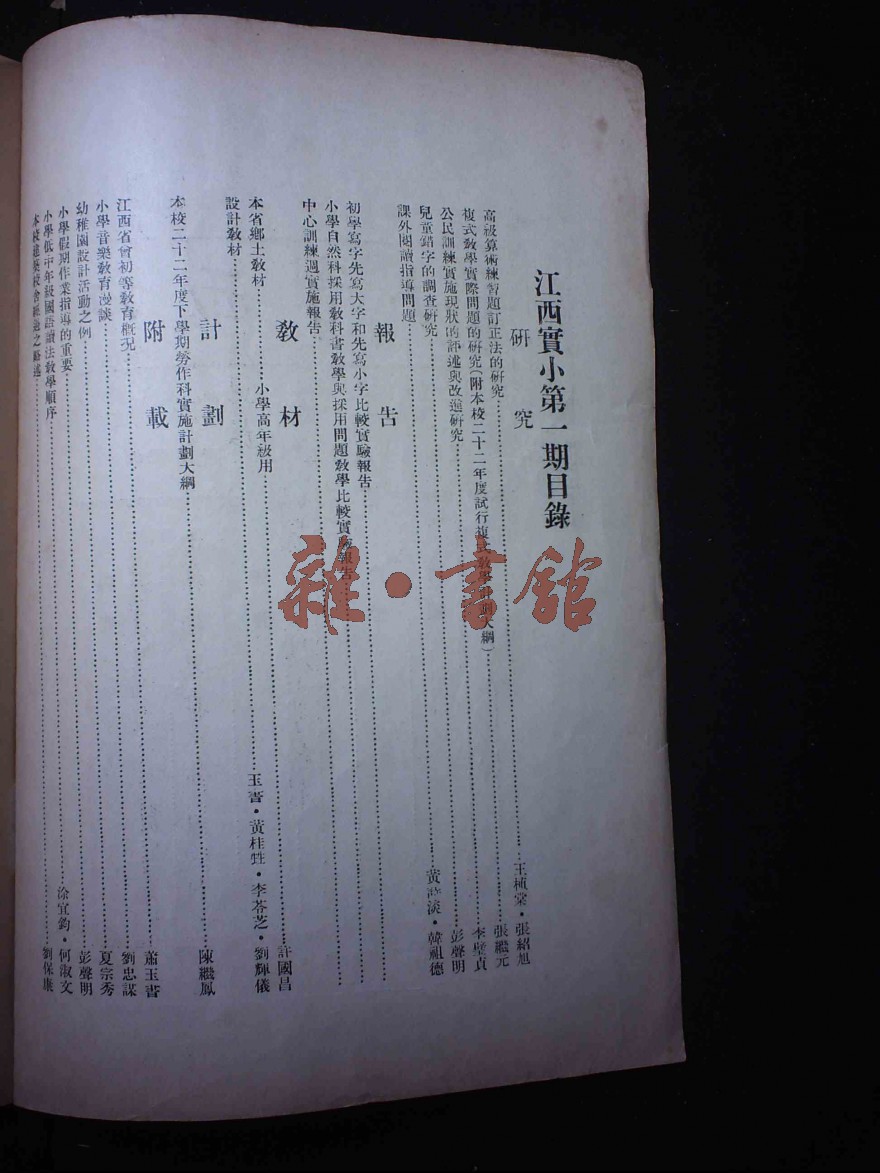 江西實小第一期目錄
研究
高級算術練習題訂正法的研究 王楨棠・張紹旭
複式教學實際問題的研究(附本校二十二年度試行複式教學計劃大綱) 張繼元
公民訓練實施現狀的評述與改進研究 李壁貞
兒童錯字的調查研究 彭聲明
課外閱讀指導問題 黃淡・韓祖德
報告
初學寫字先寫大字和先寫小字比較實驗報告
小學自然科採用教科書教學與採用問題教學比較實驗報告
中心訓練週實施報告
教材
本省鄉土教材 小學高年級用 許國昌
設計教材 玉書・黃桂甡・李苓芝・劉輝儀
計劃
本校二十二年度下學期勞作科實施計劃大綱 陳繼鳳
附載
江西省會初等教育概況 蕭玉書
小學音樂教育漫談 劉忠謀
幼稚園設計活動之例 夏宗秀
小學假期作業指導的重要 彭聲明
小學低中年級國語讀法教學順序 涂宜鈞・何淑文
本校建築校舍經過之略述 劉保康
雜・書館